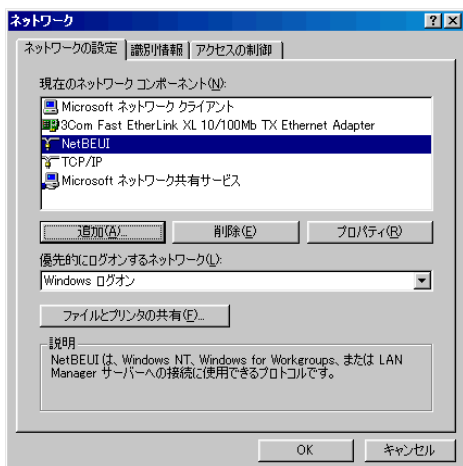 ネットワーク
ネットワークの設定 識別情報 アクセスの制御
現在のネットワーク コンポーネント(N):
Microsoft ネットワーク クライアント
3Com Fast EtherLink XL 10/100Mb TX Ethernet Adapter
NetBEUI
TCP/IP
Microsoft ネットワーク共有サービス
追加(A)... 削除(E) プロパティ(R)
優先的にログオンするネットワーク(L):
Windows ログオン
ファイルとプリンタの共有(F)...
説明
NetBEUI は、Windows NT、Windows for Workgroups、または LAN
Manager サーバーへの接続に使用できるプロトコルです。
OK キャンセル